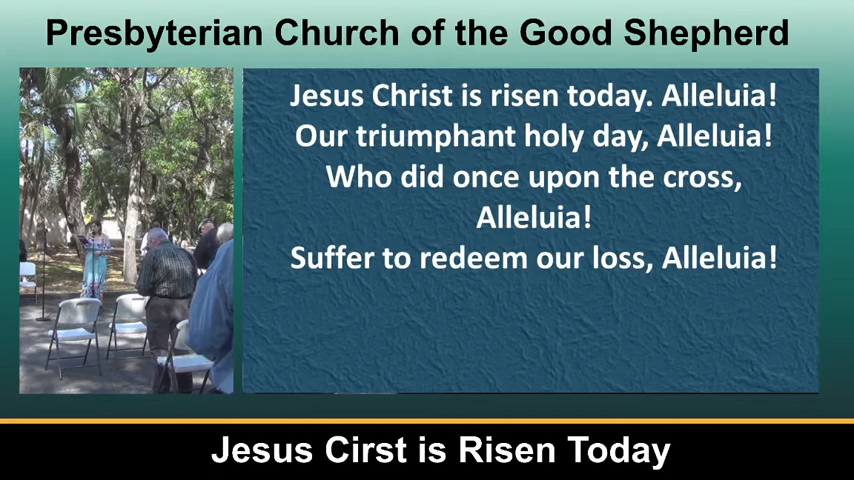 Presbyterian Church of the Good Shepherd
Jesus Christ is risen today. Alleluia!
Our triumphant holy day, Alleluia!
Who did once upon the cross,
Alleluia!
Suffer to redeem our loss, Alleluia!
Jesus Cirst is Risen Today